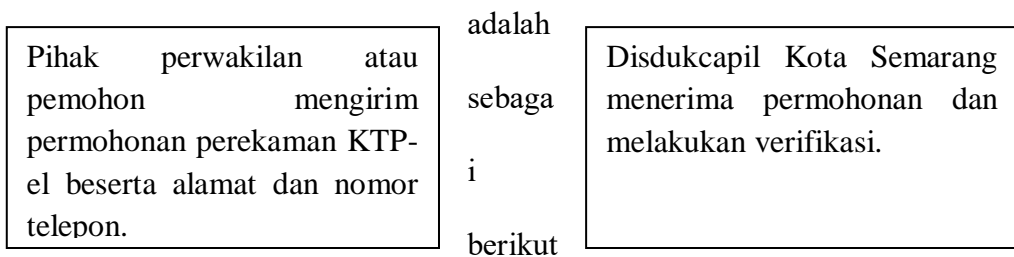 adalah
sebaga
i
berikut
Pihak perwakilan atau
pemohon mengirim
permohonan perekaman KTP-
el beserta alamat dan nomor
telepon.
Disdukcapil Kota Semarang
menerima permohonan dan
melakukan verifikasi.